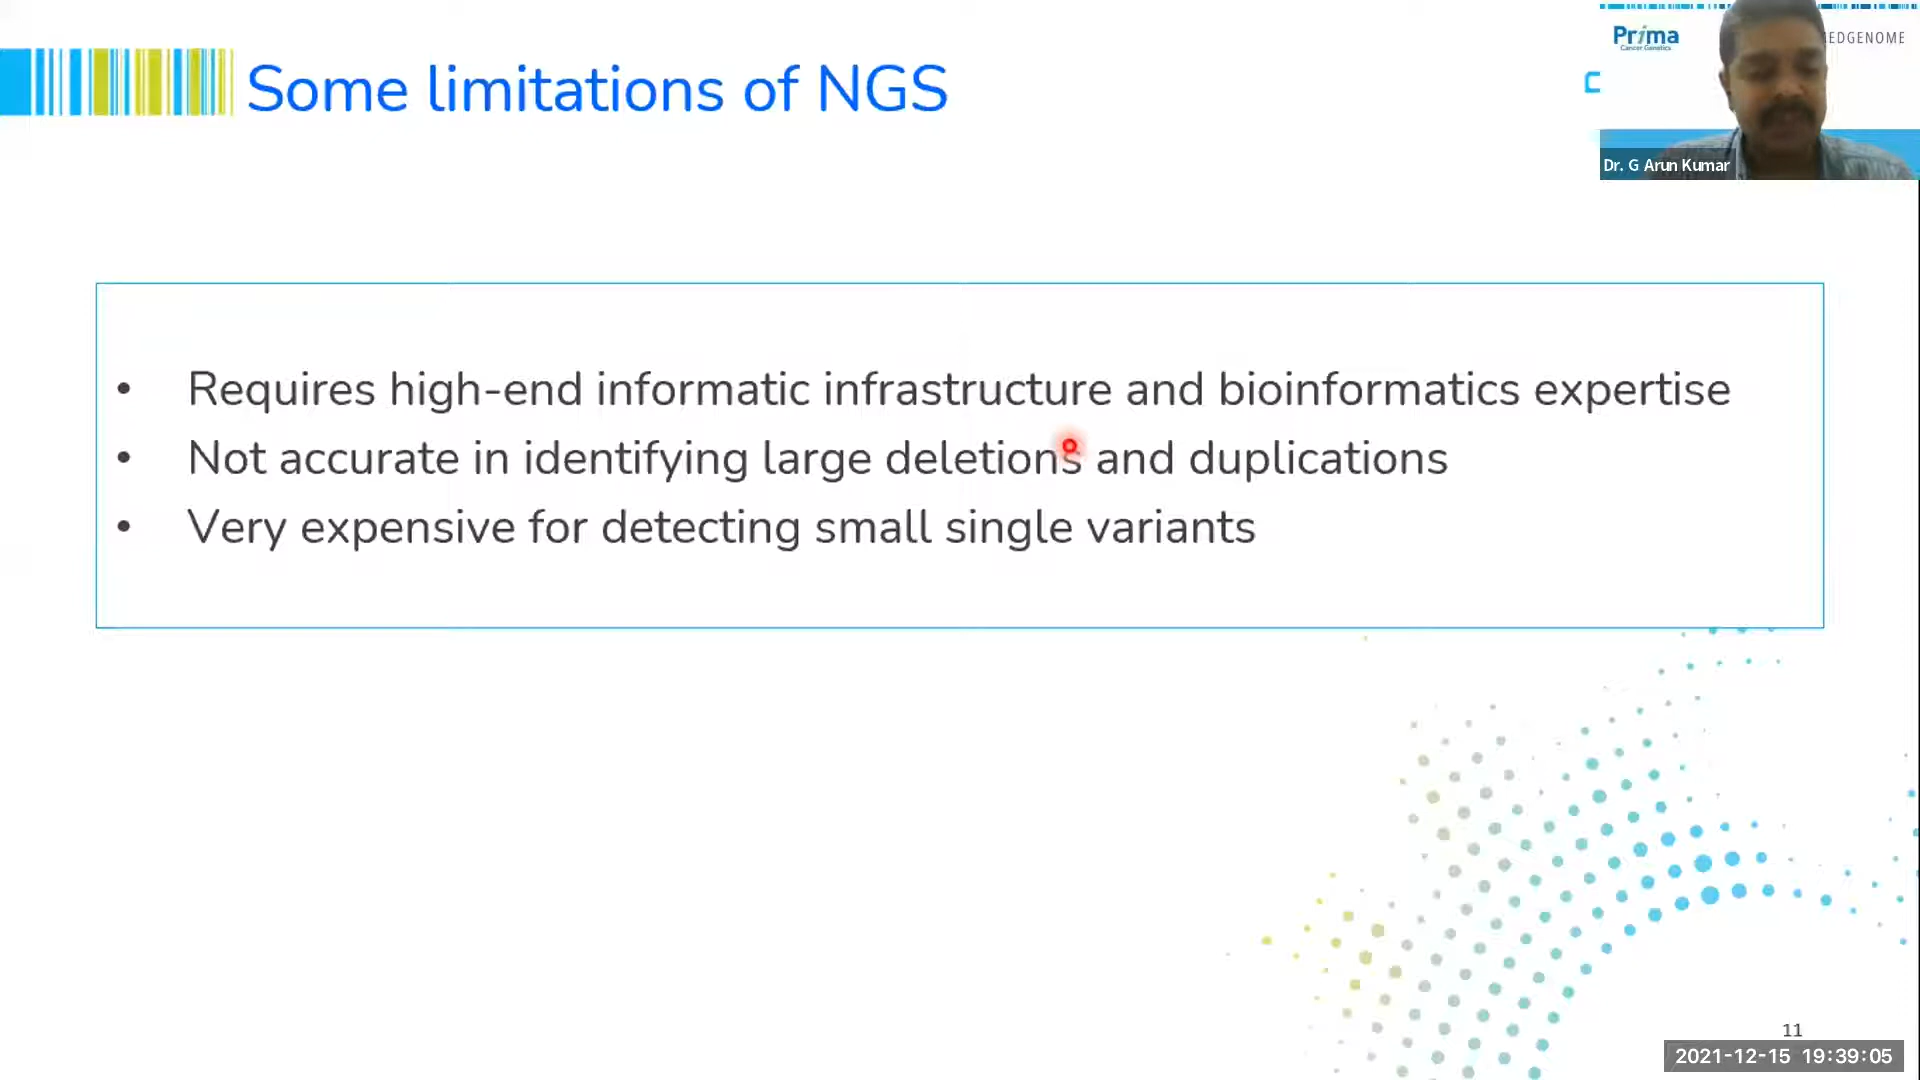 Some limitations of NGS
Prima
Cancer Genetics
EDGENOME
Dr. G Arun Kumar
• Requires high-end informatic infrastructure and bioinformatics expertise
• Not accurate in identifying large deletions and duplications
• Very expensive for detecting small single variants
11
2021-12-15 19:39:05